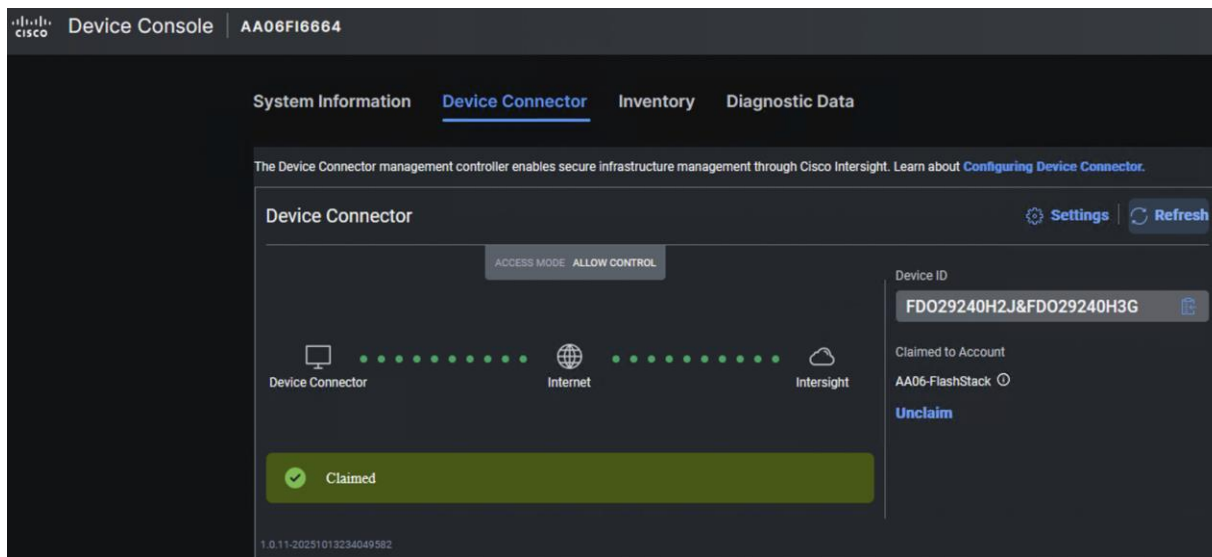 cisco Device Console AA06FI6664
System Information Device Connector Inventory Diagnostic Data
The Device Connector management controller enables secure infrastructure management through Cisco Intersight. Learn about Configuring Device Connector.
Device Connector
Settings Refresh
ACCESS MODE ALLOW CONTROL
Device Connector
Internet
Intersight
Claimed
Device ID
FDO29240H2J&FDO29240H3G
Claimed to Account
AA06-FlashStack
Unclaim
1.0.11-20251013234049582